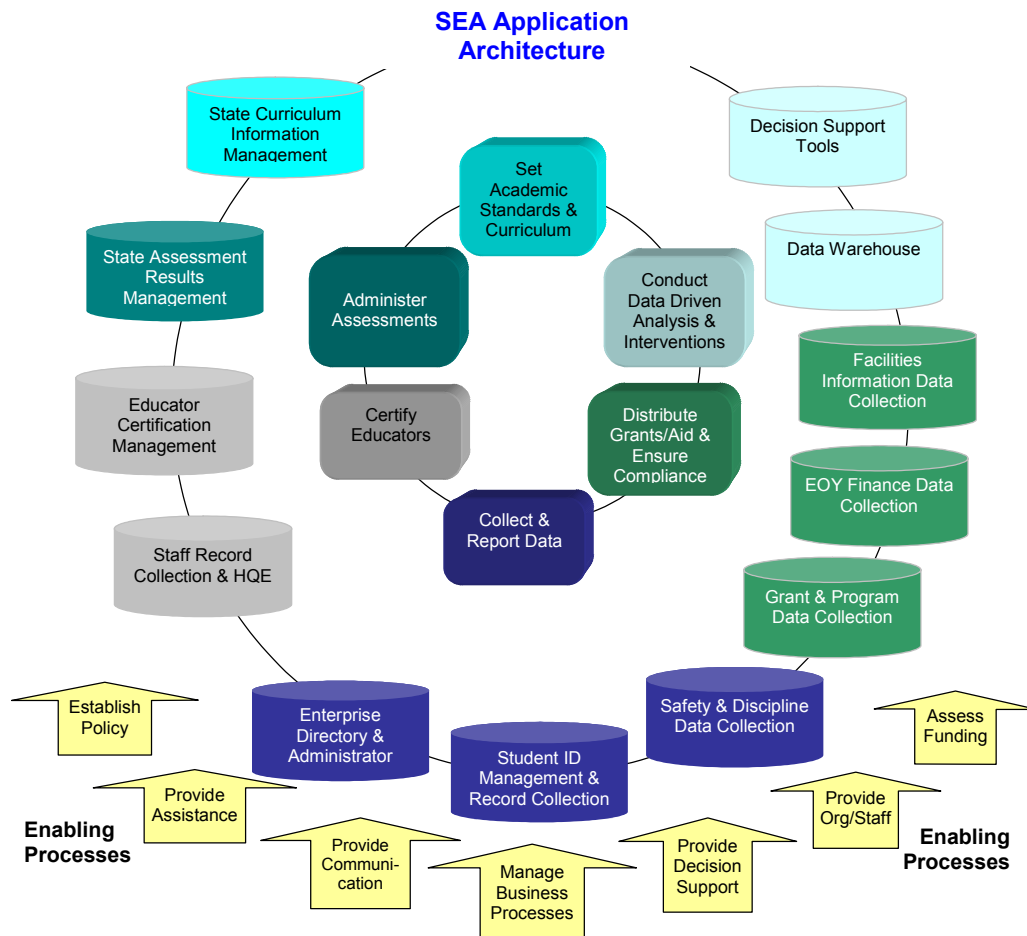 SEA Application
Architecture
State Curriculum
Information
Management
Decision Support
Tools
Set
Academic
Standards &
Curriculum
State Assessment
Results
Management
Data Warehouse
Administer
Assessments
Conduct
Data Driven
Analysis &
Interventions
Facilities
Information Data
Collection
Educator
Certification
Management
Certify
Educators
Distribute
Grants/Aid &
Ensure
Compliance
EOY Finance Data
Collection
Collect &
Report Data
Staff Record
Collection & HQE
Grant & Program
Data Collection
Establish
Policy
Enterprise
Directory &
Administrator
Safety & Discipline
Data Collection
Assess
Funding
Student ID
Management &
Record Collection
Provide
Assistance
Provide
Org/Staff
Enabling
Processes
Enabling
Processes
Provide
Communi-
cation
Manage
Business
Processes
Provide
Decision
Support